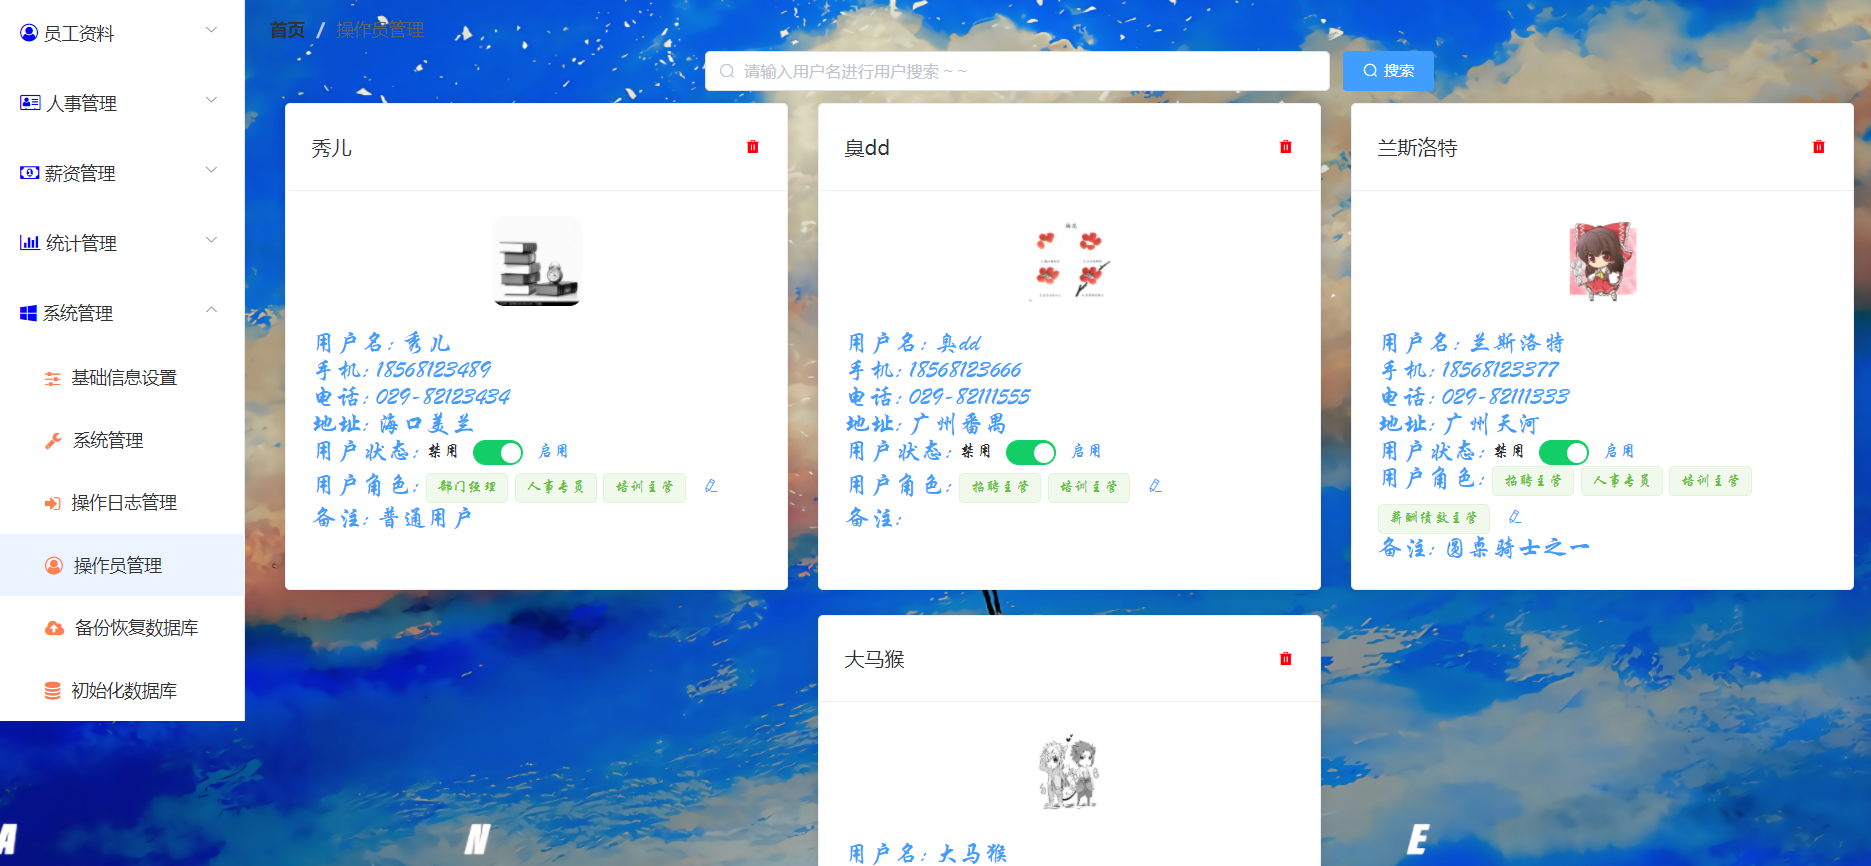 员工资料
人事管理
薪资管理
统计管理
系统管理
基础信息设置
系统管理
操作日志管理
操作员管理
备份恢复数据库
初始化数据库
首页 / 操作员管理
请输入用户名进行用户搜索 ~ ~
搜索
秀儿
用户名: 秀儿
手机: 18568123489
电话: 029-82123434
地址: 海口美兰
用户状态: 禁用 启用
用户角色: 部门经理 人事专员 培训主管
备注: 普通用户
臭dd
用户名: 臭dd
手机: 18568123666
电话: 029-82111555
地址: 广州番禺
用户状态: 禁用 启用
用户角色: 招聘主管 培训主管
备注:
兰斯洛特
用户名: 兰斯洛特
手机: 18568123377
电话: 029-82111333
地址: 广州天河
用户状态: 禁用 启用
用户角色: 招聘主管 人事专员 培训主管
薪酬绩效主管
备注: 圆桌骑士之一
大马猴
用户名: 大马猴
A N E